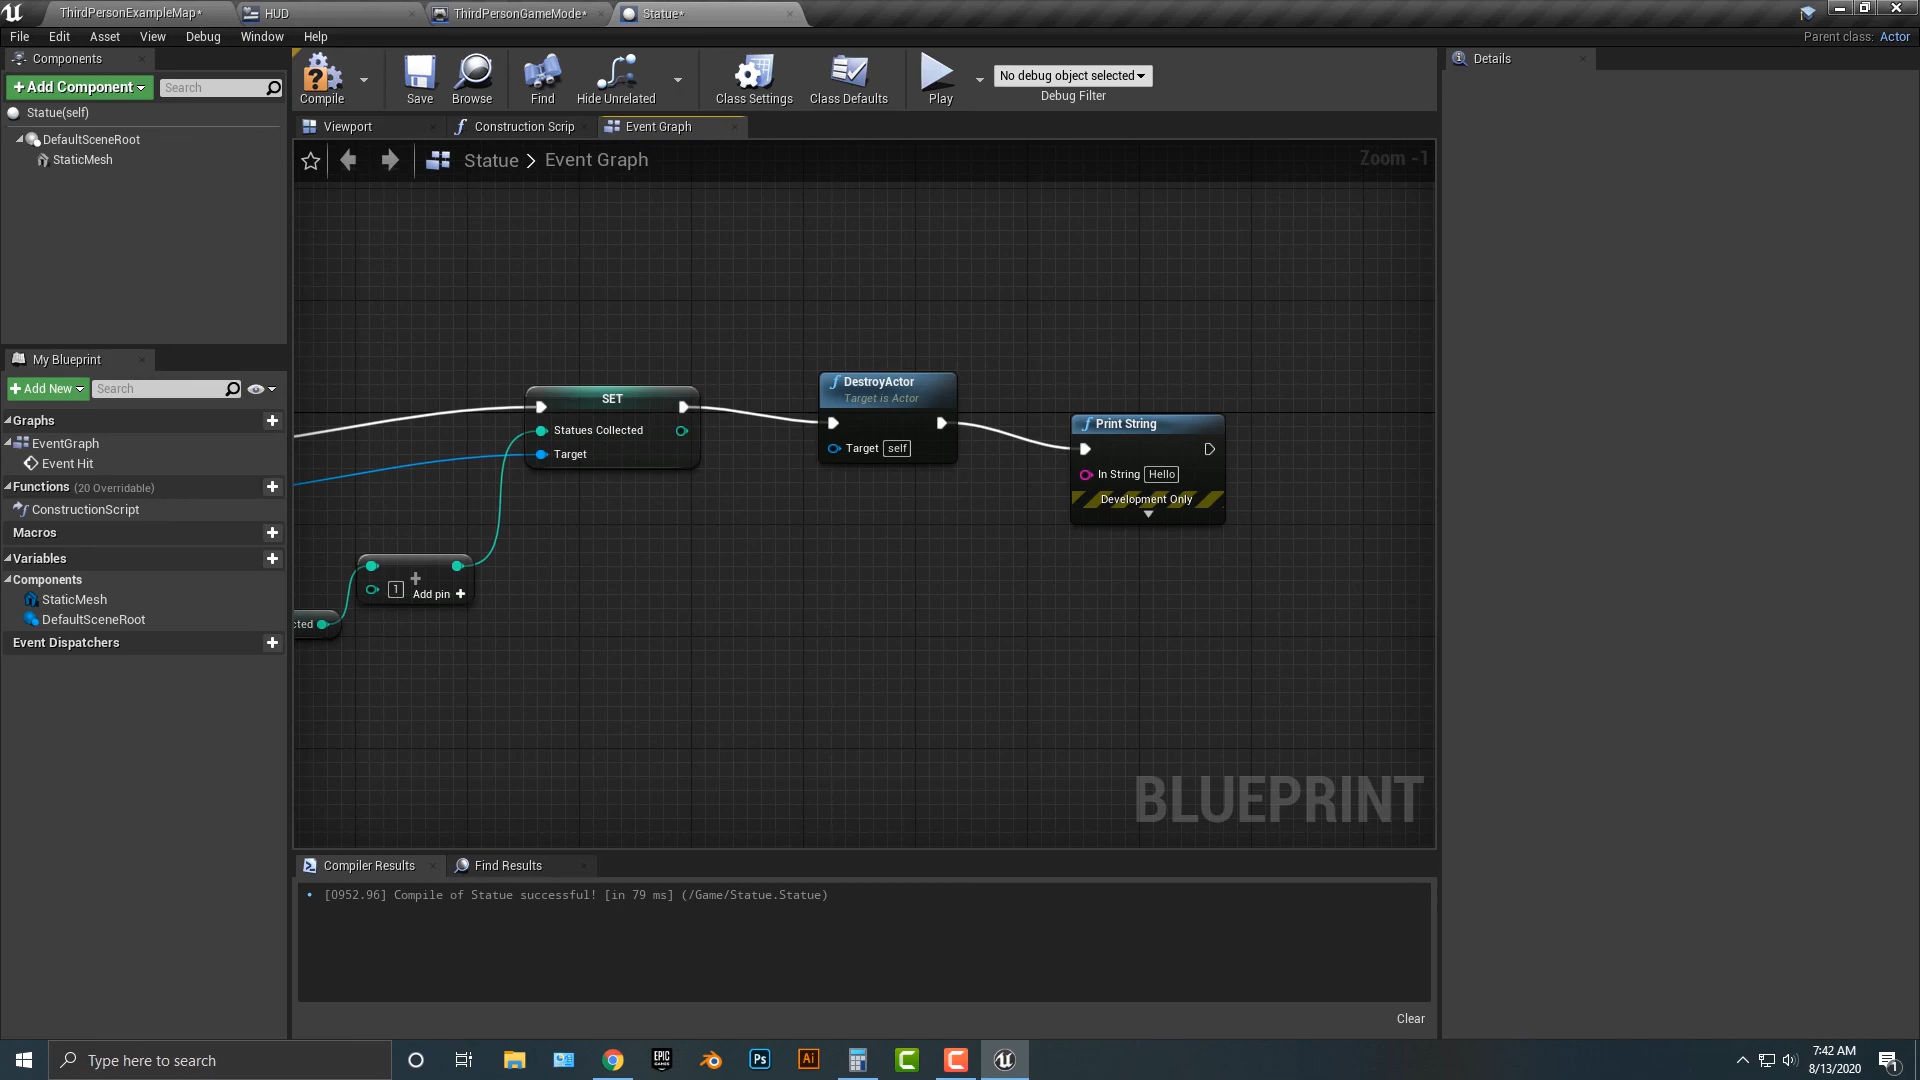 ThirdPersonExampleMap*
HUD
ThirdPersonGameMode*
Statue*
File Edit Asset View Debug Window Help
Parent class: Actor
Components
Add Component
Search
Statue(self)
DefaultSceneRoot
StaticMesh
Compile
Save
Browse
Find
Hide Unrelated
Class Settings
Class Defaults
Play
No debug object selected
Debug Filter
Details
Viewport
Construction Scrip
Event Graph
Statue > Event Graph
Zoom -1
My Blueprint
Add New
Search
Graphs
EventGraph
Event Hit
Functions (20 Overridable)
ConstructionScript
Macros
Variables
Components
StaticMesh
DefaultSceneRoot
Event Dispatchers
SET
Statues Collected
Target
DestroyActor
Target is Actor
Target self
Print String
In String Hello
Development Only
1
Add pin
cted
BLUEPRINT
Compiler Results
Find Results
[0952.96] Compile of Statue successful! [in 79 ms] (/Game/Statue.Statue)
Clear
Type here to search
EPIC
GAMES
Ps
Ai
7:42 AM
8/13/2020
1